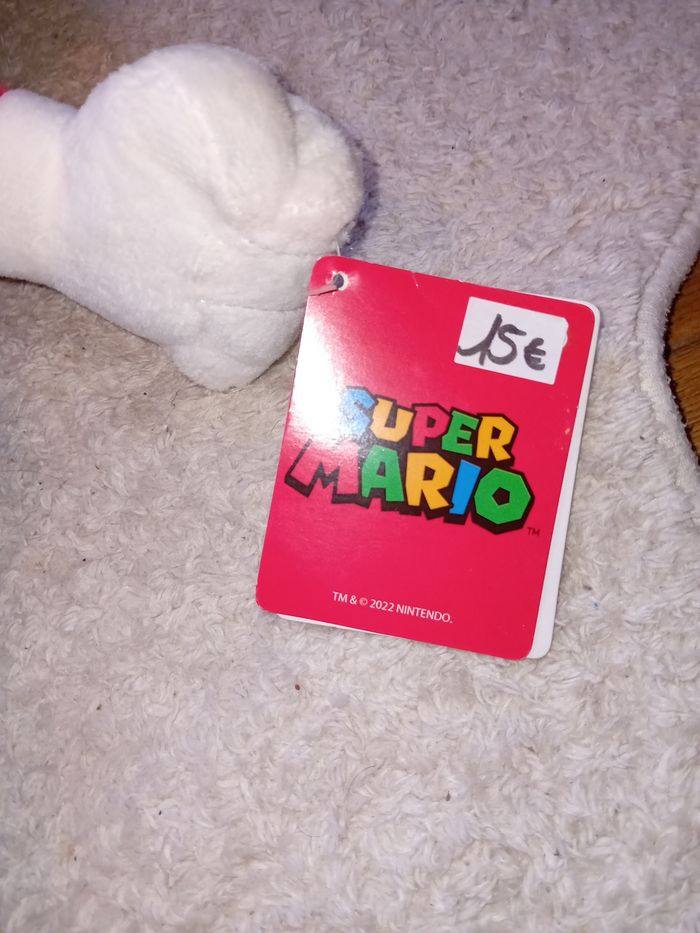 15€
SUPER
MARIO
TM
TM & © 2022 NINTENDO.